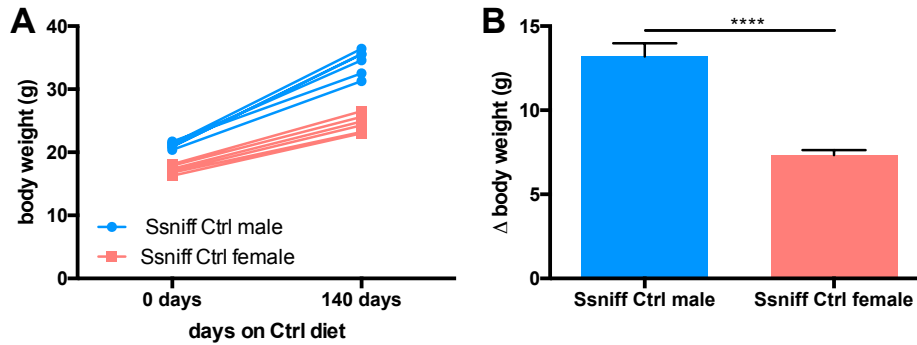 A
body weight (g)
40
30
20
10
0
Ssniff Ctrl male
Ssniff Ctrl female
0 days
140 days
days on Ctrl diet
B
Δ body weight (g)
15
10
5
0
****
Ssniff Ctrl male
Ssniff Ctrl female